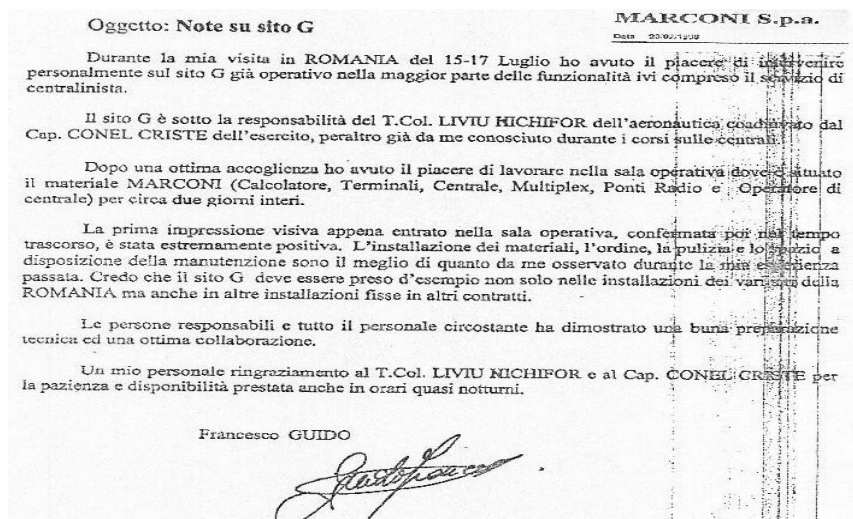 Oggetto: Note su sito G
MARCONI S.p.a.
Data
Durante la mia visita in ROMANIA del 15-17 Luglio ho avuto il piacere di intervenire
personalmente sul sito G già operativo nella maggior parte delle funzionalità ivi compreso il servizio di
centralinista.
Il sito G è sotto la responsabilità del T.Col. LIVIU NICHIFOR dell'aeronautica coadiuvato dal
Cap. CONEL CRISTE dell'esercito, peraltro già da me conosciuto durante i corsi sulle centrali.
Dopo una ottima accoglienza ho avuto il piacere di lavorare nella sala operativa dove è situato
il materiale MARCONI (Calcolatore, Terminali, Centrale, Multiplex, Ponti Radio e Operatore di
centrale) per circa due giorni interi.
La prima impressione visiva appena entrato nella sala operativa, confermata poi nel tempo
trascorso, è stata estremamente positiva. L'installazione dei materiali, l'ordine, la pulizia e lo spazio a
disposizione della manutenzione sono il meglio di quanto da me osservato durante la mia esperienza
passata. Credo che il sito G deve essere preso d'esempio non solo nelle installazioni dei vari siti della
ROMANIA ma anche in altre installazioni fisse in altri contratti.
Le persone responsabili e tutto il personale circostante ha dimostrato una buna preparazione
tecnica ed una ottima collaborazione.
Un mio personale ringraziamento al T.Col. LIVIU NICHIFOR e al Cap. CONEL CRISTE per
la pazienza e disponibilità prestata anche in orari quasi notturni.
Francesco GUIDO